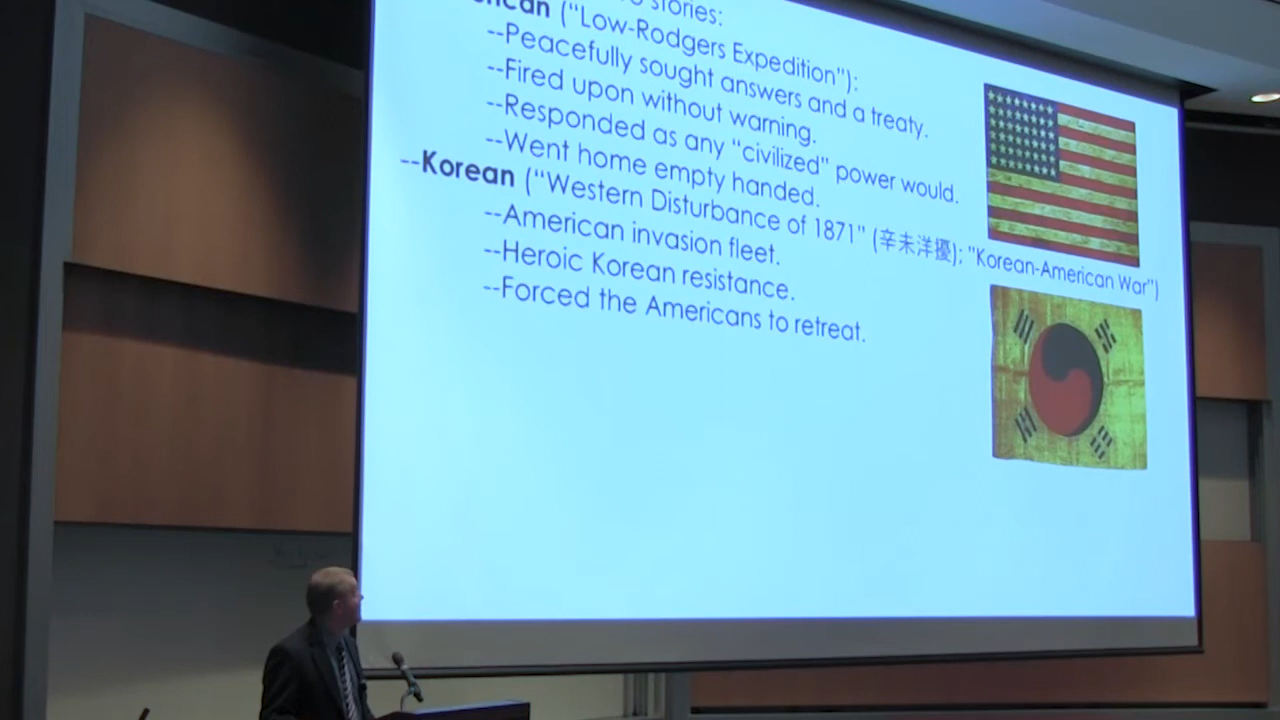 stories:
("Low-Rodgers Expedition"):
--Peacefully sought answers and a treaty.
--Fired upon without warning.
--Responded as any "civilized" power would.
--Went home empty handed.
--Korean ("Western Disturbance of 1871" (辛未洋擾); "Korean-American War")
--American invasion fleet.
--Heroic Korean resistance.
--Forced the Americans to retreat.